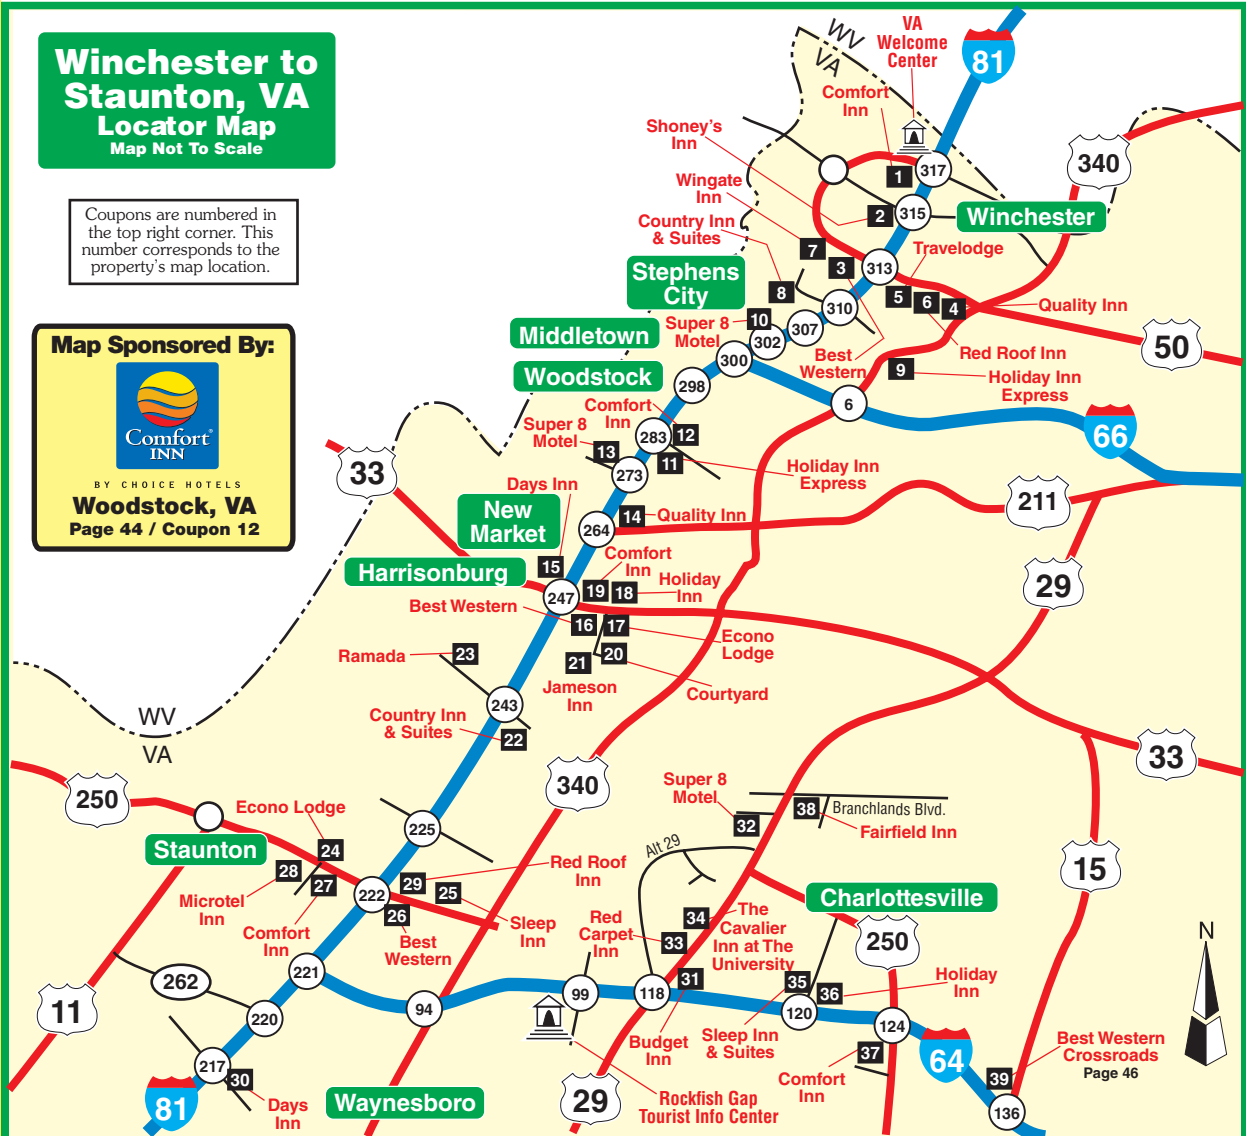 Winchester to
Staunton, VA
Locator Map
Map Not To Scale
Coupons are numbered in
the top right corner. This
number corresponds to the
property's map location.
Map Sponsored By:
Comfort®
INN
BY CHOICE HOTELS
Woodstock, VA
Page 44 / Coupon 12
WV
VA
VA
Welcome
Center
81
Comfort
Inn
1
317
340
Shoney's
Inn
2
315
Winchester
Wingate
Inn
7
3
313
Travelodge
Country Inn
& Suites
8
5
6
4
Quality Inn
Stephens
City
310
50
10
307
Super 8
Motel
302
Middletown
300
Best
Western
Red Roof Inn
9
Holiday Inn
Express
Woodstock
298
6
66
Comfort
Inn
283
12
Super 8
Motel
13
11
Holiday Inn
Express
273
33
Days Inn
211
New
Market
264
14
Quality Inn
15
Comfort
Inn
29
Harrisonburg
247
19
18
Holiday
Inn
Best Western
16
17
Econo
Lodge
Ramada
23
21
20
Jameson
Inn
Courtyard
243
Country Inn
& Suites
22
WV
VA
33
250
340
Super 8
Motel
32
38
Branchlands Blvd.
Fairfield Inn
Econo Lodge
225
Staunton
24
Alt 29
15
28
27
Microtel
Inn
222
29
25
Red Roof
Inn
26
Sleep
Inn
Best
Western
Comfort
Inn
Charlottesville
250
Red
Carpet
Inn
33
34
The
Cavalier
Inn at The
University
262
221
31
35
36
Holiday
Inn
N
11
220
94
99
118
120
124
Budget
Inn
Sleep Inn
& Suites
64
37
Comfort
Inn
Best Western
Crossroads
Page 46
39
217
30
81
Days
Inn
Waynesboro
29
Rockfish Gap
Tourist Info Center
136